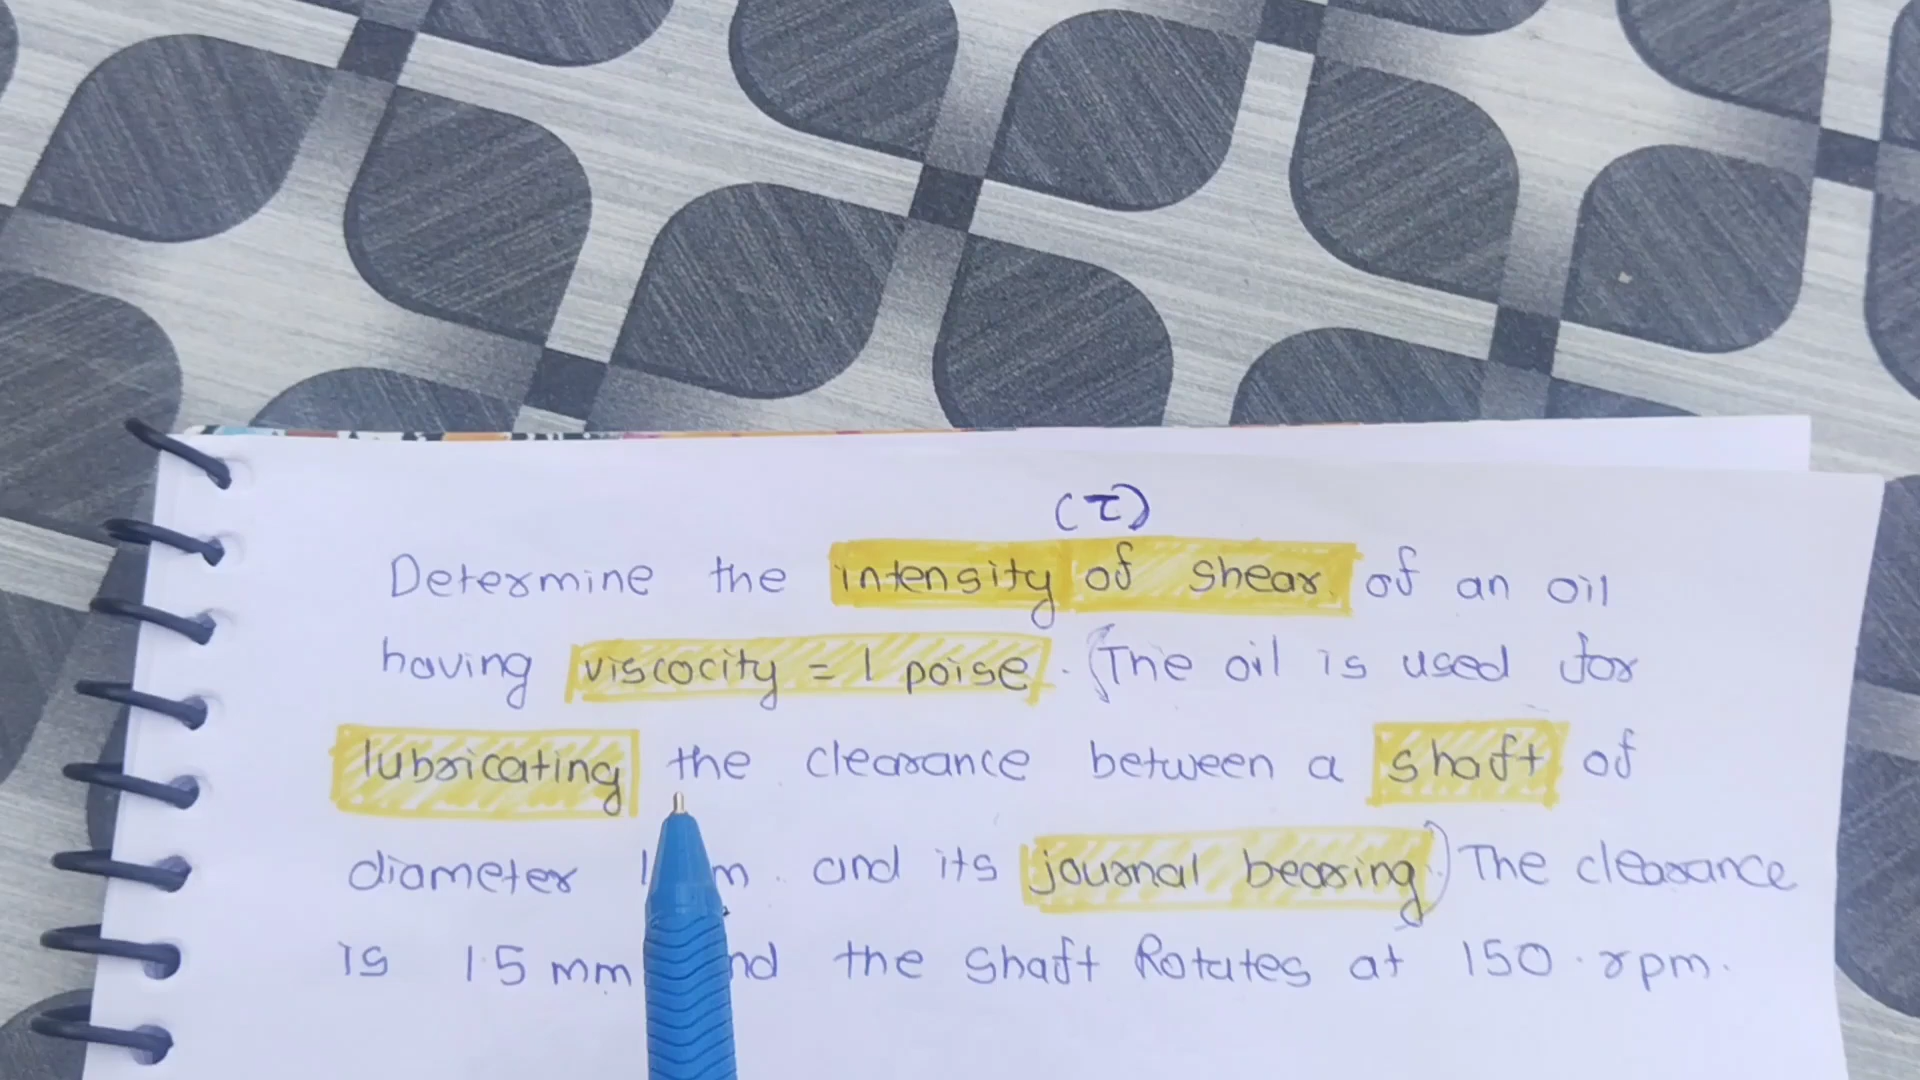 (τ)
Determine the intensity of shear of an oil
having viscocity = 1 poise. (The oil is used for
lubricating the clearance between a shaft of
diameter and its journal bearing.) The clearance
is 1.5 mm the shaft Rotates at 150 rpm.